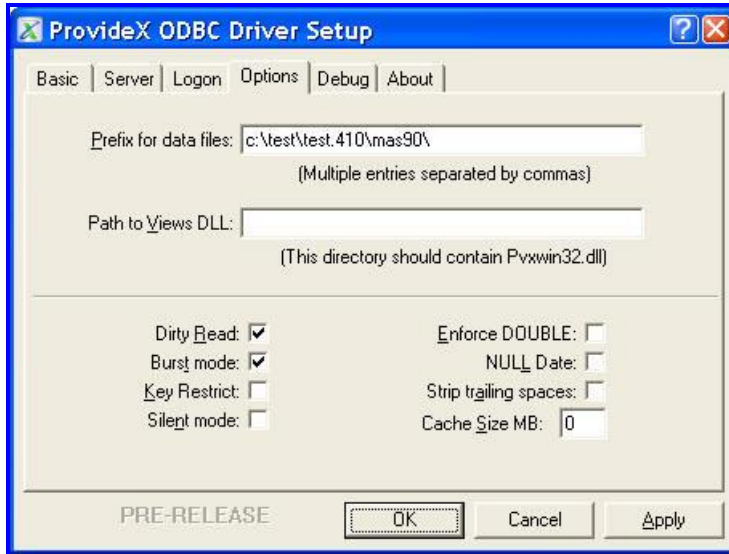 ProvideX ODBC Driver Setup
Basic Server Logon Options Debug About
Prefix for data files: c:\test\test.410\mas90\
(Multiple entries separated by commas)
Path to Views DLL:
(This directory should contain Pvxwin32.dll)
Dirty Read: Enforce DOUBLE:
Burst mode: NULL Date:
Key Restrict: Strip trailing spaces:
Silent mode: Cache Size MB: 0
PRE-RELEASE OK Cancel Apply